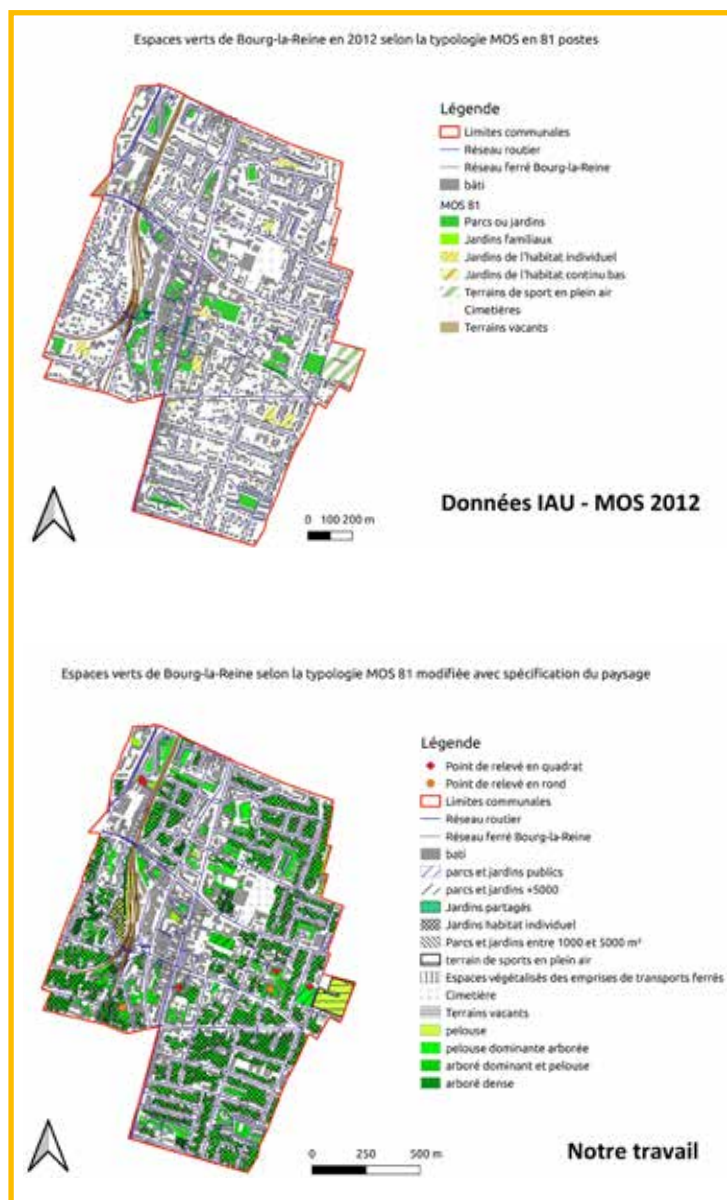 Espaces verts de Bourg-la-Reine en 2012 selon la typologie MOS en 81 postes
Légende
Limites communales
Réseau routier
Réseau ferré Bourg-la-Reine
bâti
MOS 81
Parcs ou jardins
Jardins familiaux
Jardins de l'habitat individuel
Jardins de l'habitat continu bas
Terrains de sport en plein air
Cimetières
Terrains vacants
0 100 200 m
Données IAU - MOS 2012
Espaces verts de Bourg-la-Reine selon la typologie MOS 81 modifiée avec spécification du paysage
Légende
Point de relevé en quadrat
Point de relevé en rond
Limites communales
Réseau routier
Réseau ferré Bourg-la-Reine
bati
parcs et jardins publics
parcs et jardins +5000
Jardins partagés
Jardins habitat individuel
Parcs et jardins entre 1000 et 5000 m²
terrain de sports en plein air
Espaces végétalisés des emprises de transports ferrés
Cimetière
Terrains vacants
pelouse
pelouse dominante arborée
arboré dominant et pelouse
arboré dense
0 250 500 m
Notre travail